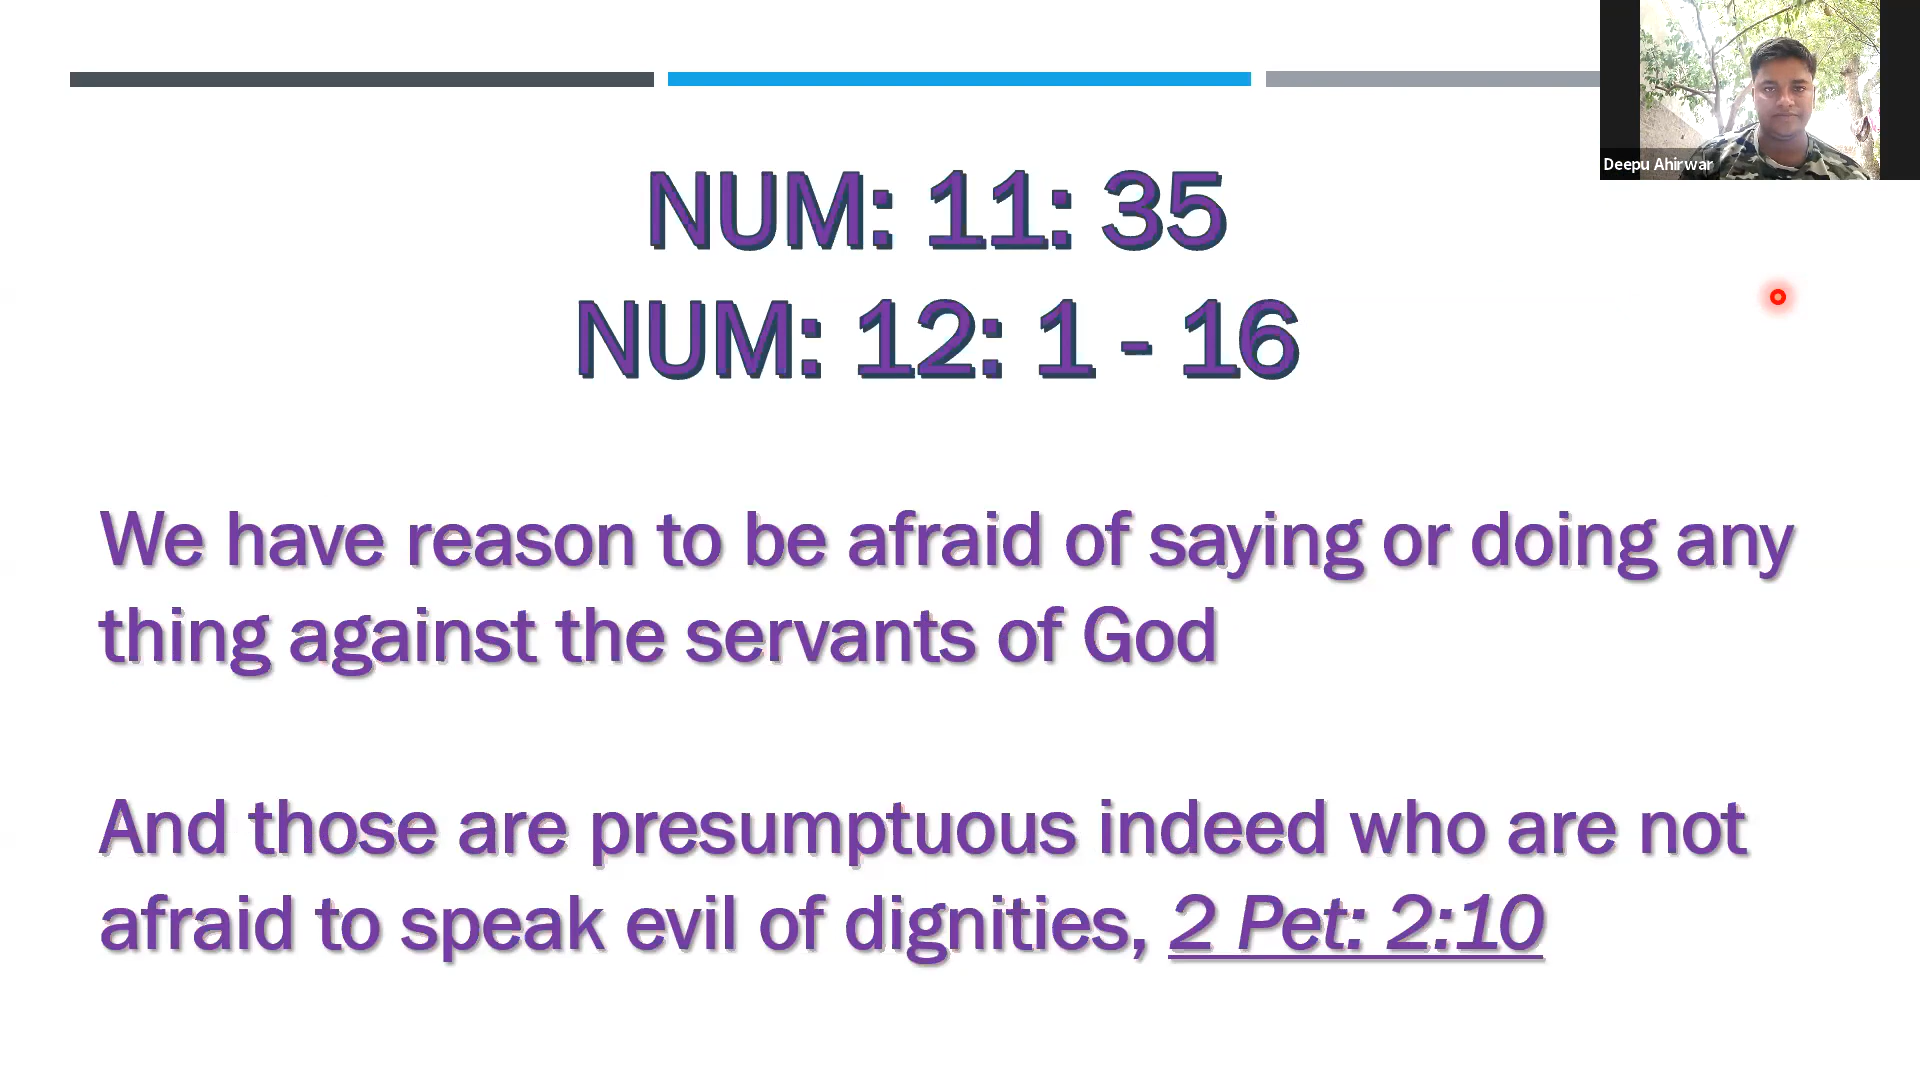 NUM: 11: 35
NUM: 12: 1 - 16
We have reason to be afraid of saying or doing any
thing against the servants of God
And those are presumptuous indeed who are not
afraid to speak evil of dignities, 2 Pet: 2:10
Deepu Ahirwar